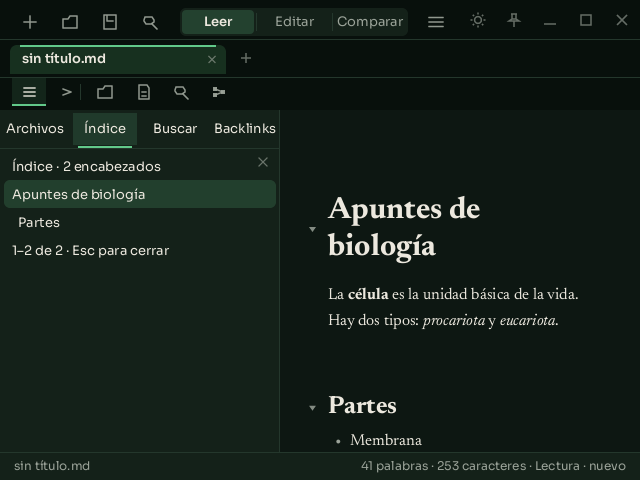 Leer
Editar
Comparar
sin título.md
Archivos
Índice
Buscar
Backlinks
Índice · 2 encabezados
Apuntes de biología
Partes
1–2 de 2 · Esc para cerrar
Apuntes de
biología
La célula es la unidad básica de la vida.
Hay dos tipos: procariota y eucariota.
Partes
• Membrana
sin título.md
41 palabras · 253 caracteres · Lectura · nuevo